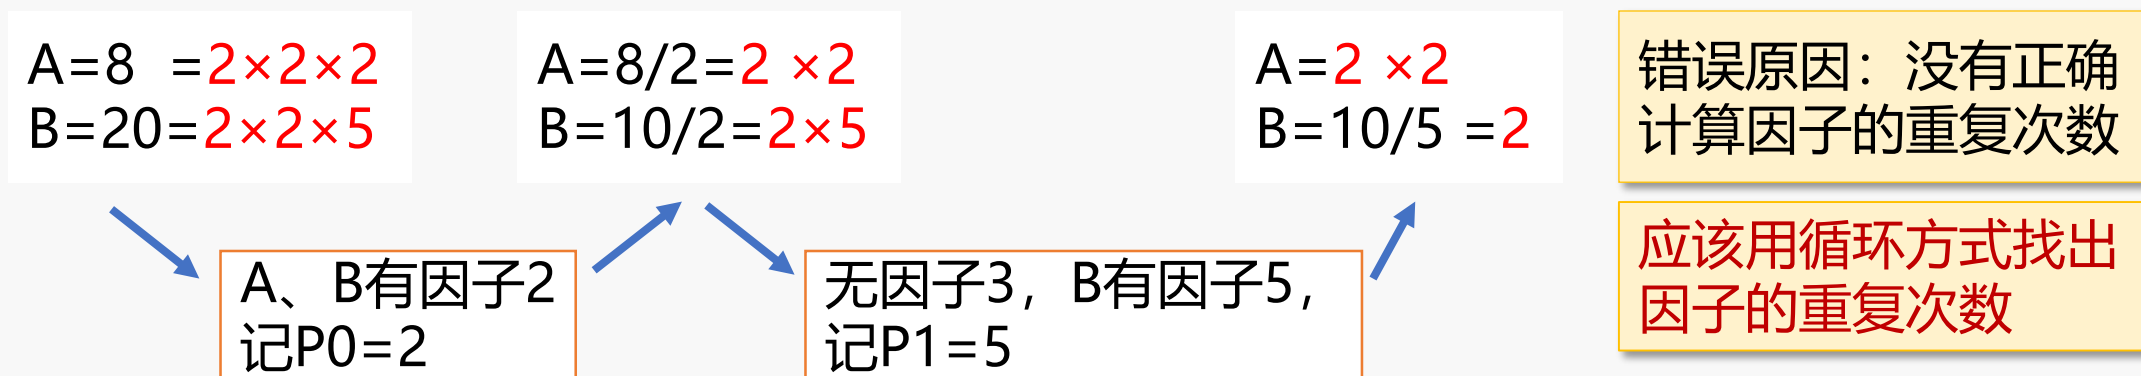 A=8 =2×2×2
B=20=2×2×5
A=8/2=2 ×2
B=10/2=2×5
A=2 ×2
B=10/5 =2
错误原因：没有正确
计算因子的重复次数
A、B有因子2
记P0=2
无因子3，B有因子5，
记P1=5
应该用循环方式找出
因子的重复次数